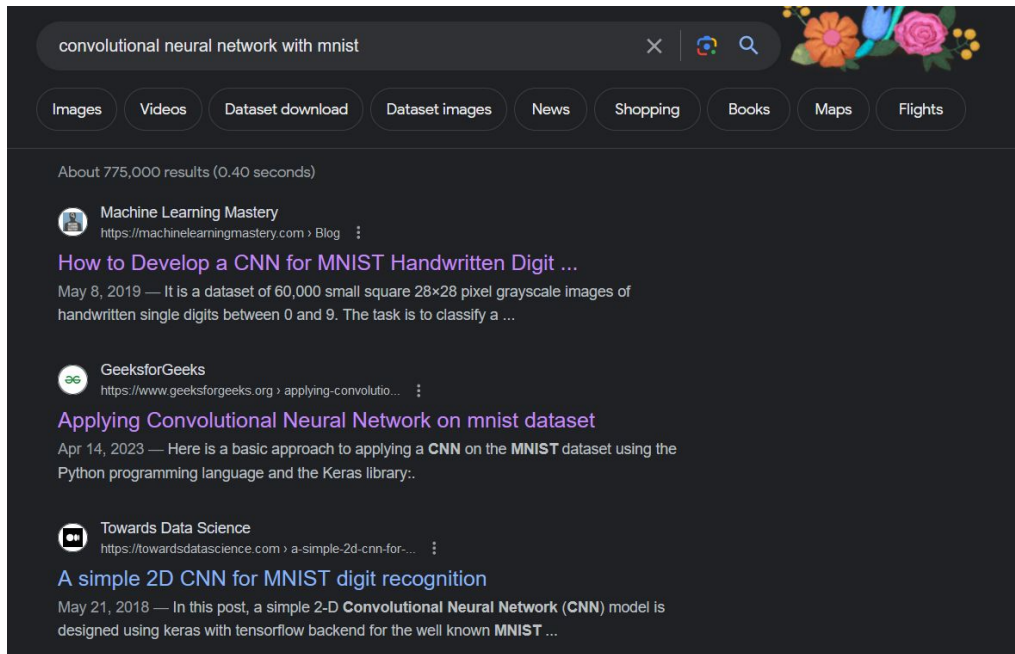 convolutional neural network with mnist
Images Videos Dataset download Dataset images News Shopping Books Maps Flights
About 775,000 results (0.40 seconds)
Machine Learning Mastery
https://machinelearningmastery.com › Blog
How to Develop a CNN for MNIST Handwritten Digit ...
May 8, 2019 — It is a dataset of 60,000 small square 28×28 pixel grayscale images of
handwritten single digits between 0 and 9. The task is to classify a ...
GeeksforGeeks
https://www.geeksforgeeks.org › applying-convolutio...
Applying Convolutional Neural Network on mnist dataset
Apr 14, 2023 — Here is a basic approach to applying a CNN on the MNIST dataset using the
Python programming language and the Keras library:.
Towards Data Science
https://towardsdatascience.com › a-simple-2d-cnn-for-...
A simple 2D CNN for MNIST digit recognition
May 21, 2018 — In this post, a simple 2-D Convolutional Neural Network (CNN) model is
designed using keras with tensorflow backend for the well known MNIST ...